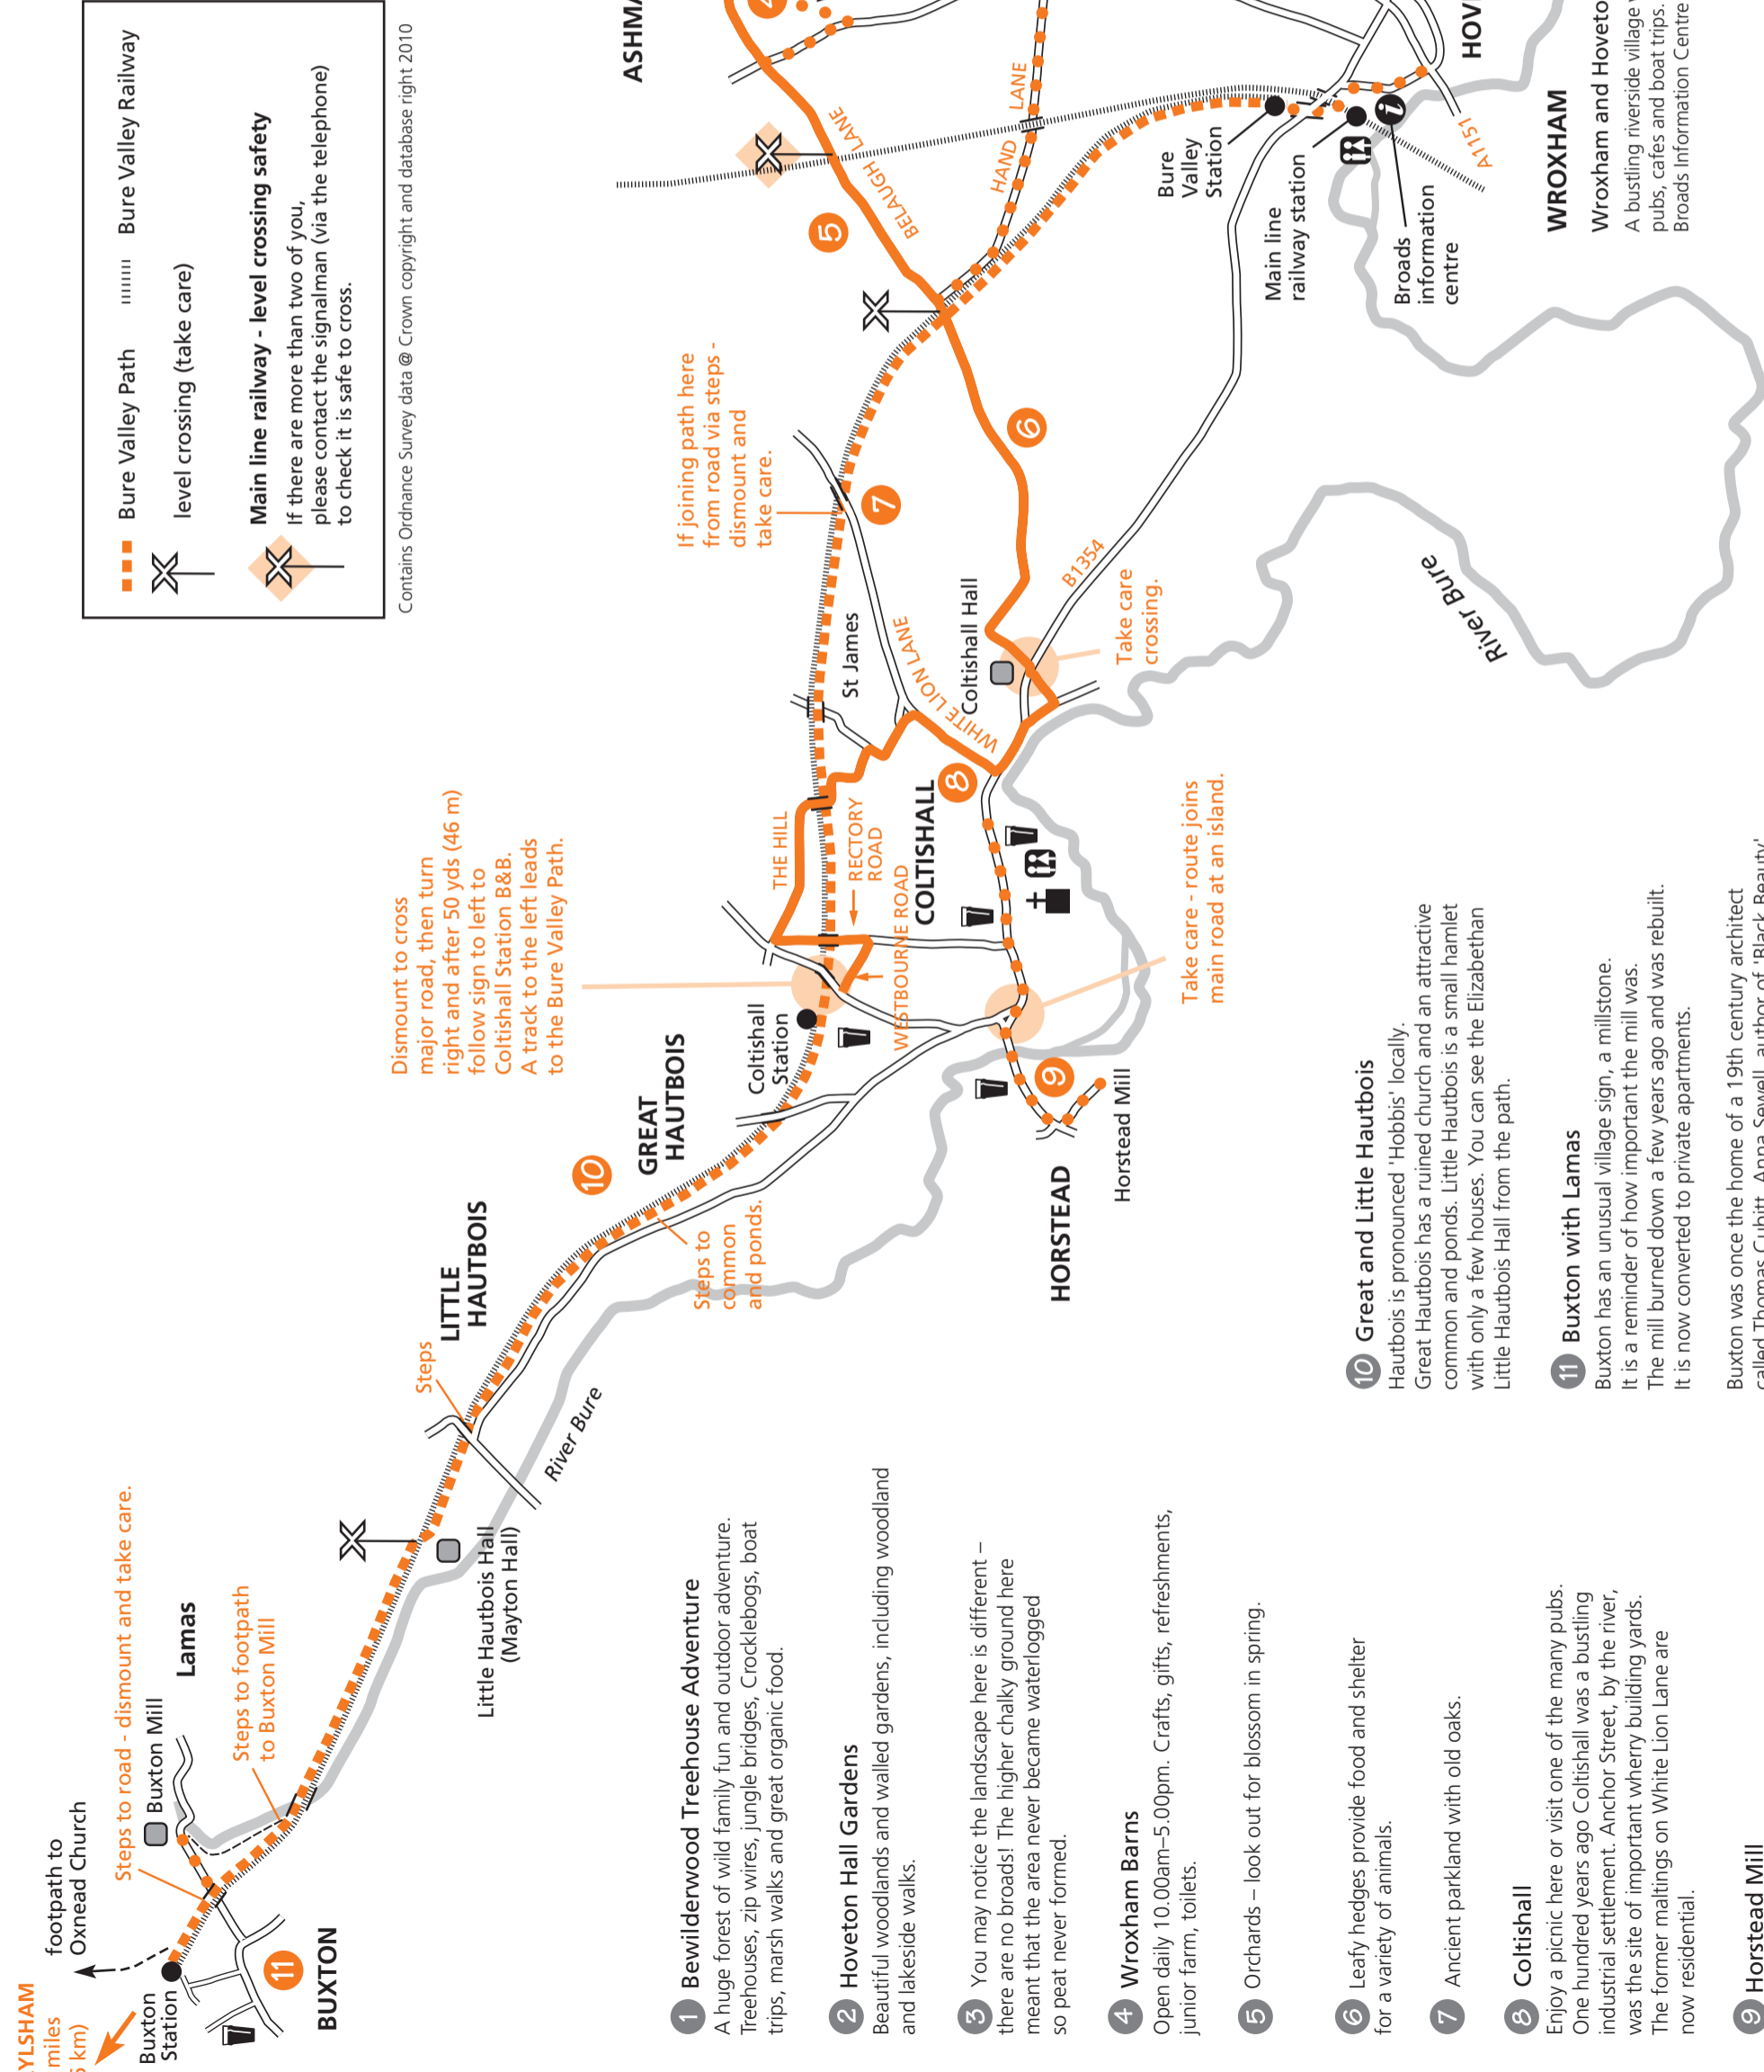 Bure Valley Path
Bure Valley Railway
level crossing (take care)
Main line railway - level crossing safety
If there are more than two of you,
please contact the signalman (via the telephone)
to check it is safe to cross.
Contains Ordnance Survey data @ Crown copyright and database right 2010
YLSHAM
miles
km)
footpath to
Oxnead Church
Buxton
Station
11
BUXTON
Steps to road - dismount and take care.
Buxton Mill
Lamas
Steps to footpath
to Buxton Mill
Little Hautbois Hall
(Mayton Hall)
River Bure
Steps
LITTLE
HAUTBOIS
10
GREAT
HAUTBOIS
Steps to
common
and ponds.
Dismount to cross
major road, then turn
right and after 50 yds (46 m)
follow sign to left to
Coltishall Station B&B.
A track to the left leads
to the Bure Valley Path.
Coltishall
Station
THE HILL
RECTORY
ROAD
WESTBOURNE ROAD
COLTISHALL
8
9
HORSTEAD
Horstead Mill
Take care - route joins
main road at an island.
St James
WHITE LION LANE
Coltishall Hall
B1354
Take care
crossing.
River Bure
If joining path here
from road via steps -
dismount and
take care.
7
6
5
BELAUGH LANE
HAND LANE
ASHMA
4
Bure
Valley
Station
Main line
railway station
Broads
information
centre
i
A1151
HOV
WROXHAM
Wroxham and Hoveto
A bustling riverside village
pubs, cafes and boat trips.
Broads Information Centre
1 Bewilderwood Treehouse Adventure
A huge forest of wild family fun and outdoor adventure.
Treehouses, zip wires, jungle bridges, Crocklebogs, boat
trips, marsh walks and great organic food.
2 Hoveton Hall Gardens
Beautiful woodlands and walled gardens, including woodland
and lakeside walks.
3 You may notice the landscape here is different –
there are no broads! The higher chalky ground here
meant that the area never became waterlogged
so peat never formed.
4 Wroxham Barns
Open daily 10.00am–5.00pm. Crafts, gifts, refreshments,
junior farm, toilets.
5 Orchards – look out for blossom in spring.
6 Leafy hedges provide food and shelter
for a variety of animals.
7 Ancient parkland with old oaks.
8 Coltishall
Enjoy a picnic here or visit one of the many pubs.
One hundred years ago Coltishall was a bustling
industrial settlement. Anchor Street, by the river,
was the site of important wherry building yards.
The former maltings on White Lion Lane are
now residential.
9 Horstead Mill
10 Great and Little Hautbois
Hautbois is pronounced 'Hobbis' locally.
Great Hautbois has a ruined church and an attractive
common and ponds. Little Hautbois is a small hamlet
with only a few houses. You can see the Elizabethan
Little Hautbois Hall from the path.
11 Buxton with Lamas
Buxton has an unusual village sign, a millstone.
It is a reminder of how important the mill was.
The mill burned down a few years ago and was rebuilt.
It is now converted to private apartments.
Buxton was once the home of a 19th century architect
called Thomas Cubitt. Anna Sewell, author of 'Black Beauty'